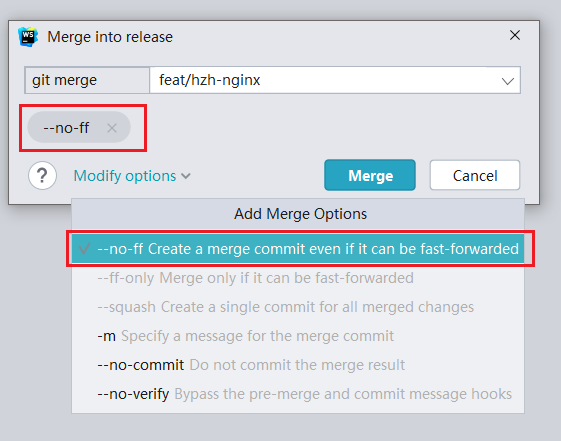 WS
Merge into release
git merge
feat/hzh-nginx
--no-ff
?
Modify options
Merge
Cancel
Add Merge Options
--no-ff Create a merge commit even if it can be fast-forwarded
--ff-only Merge only if it can be fast-forwarded
--squash Create a single commit for all merged changes
-m Specify a message for the merge commit
--no-commit Do not commit the merge result
--no-verify Bypass the pre-merge and commit message hooks